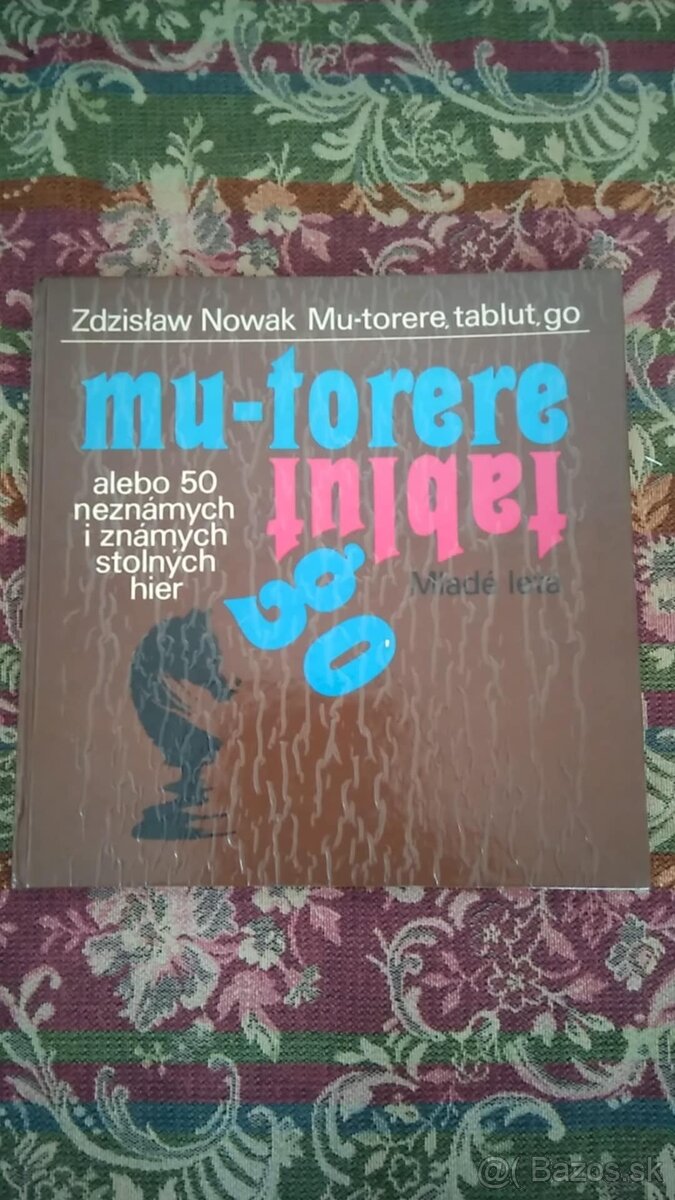 Zdzisław Nowak Mu-torere, tablut, go
mu-torere
tablut
go
alebo 50
neznámych
i známych
stolných
hier
Mladé letá
@( Bazos.sk